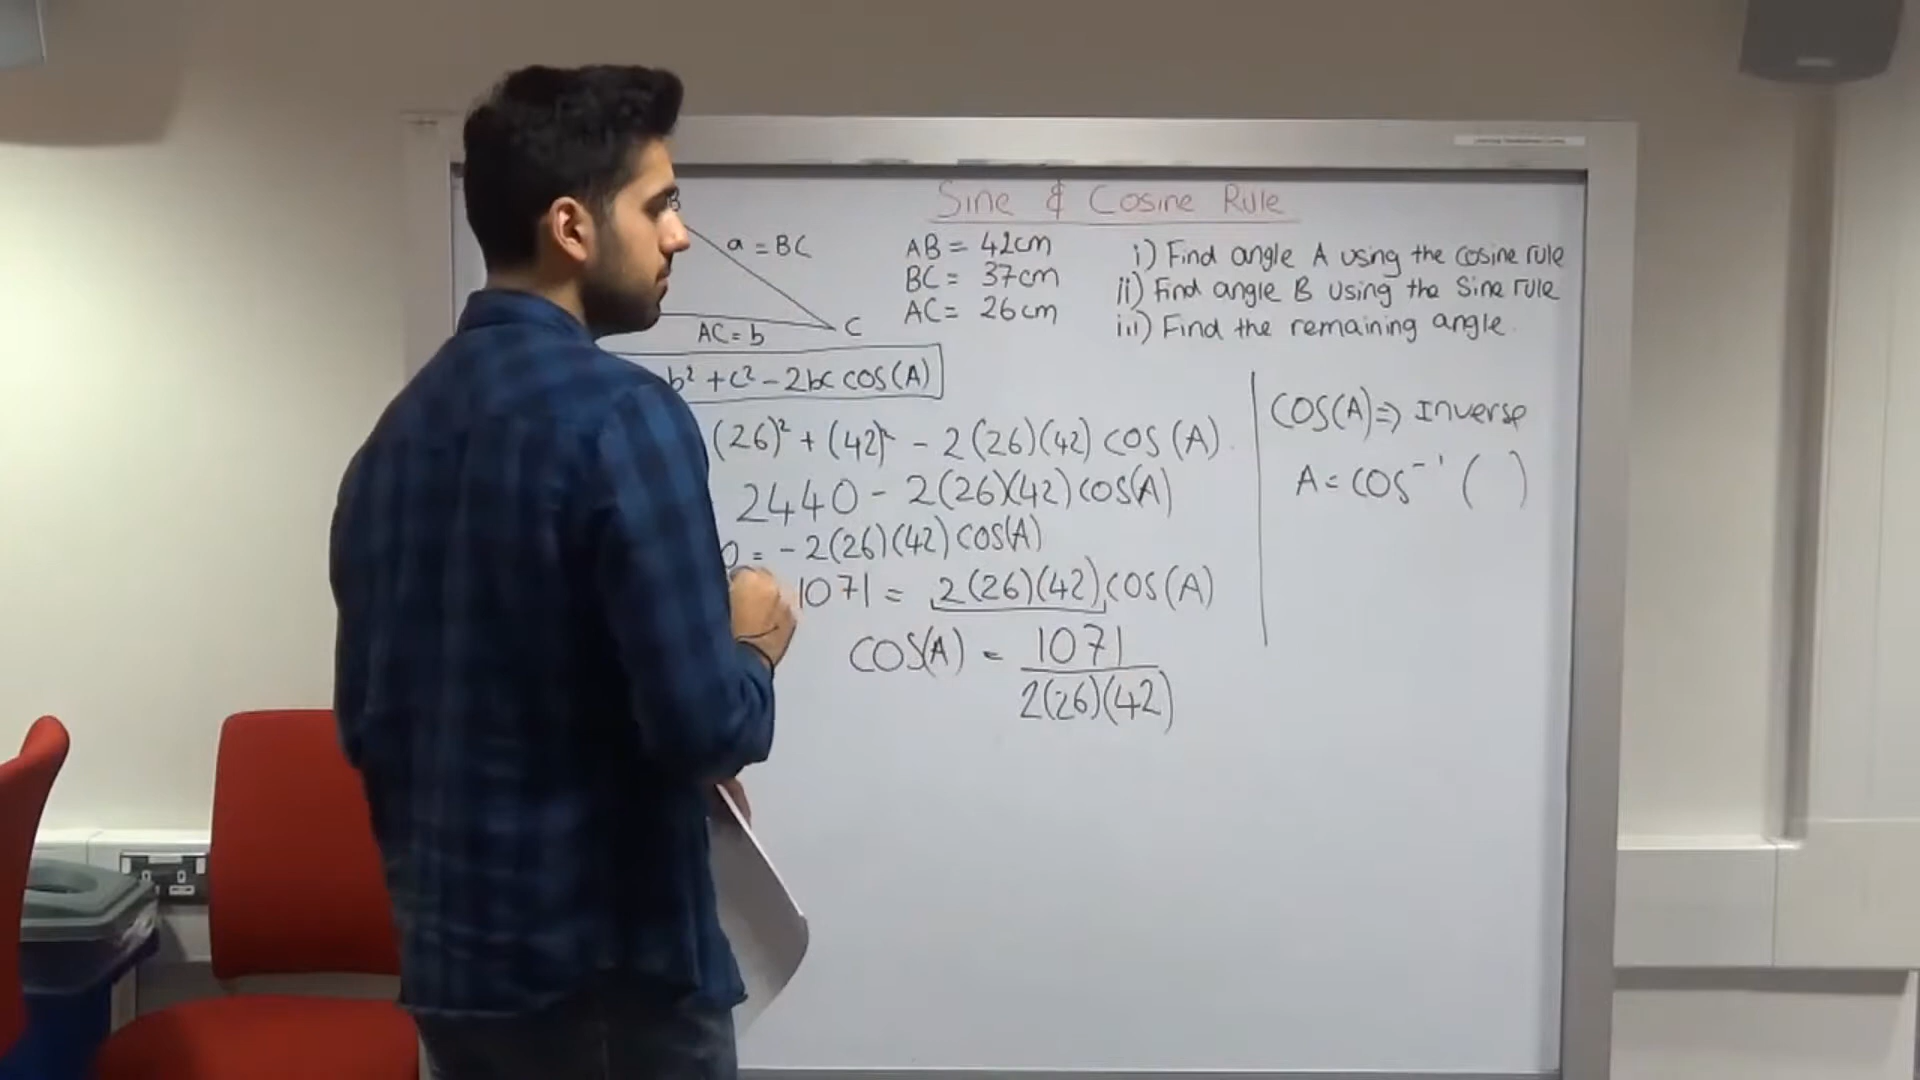 Sine & Cosine Rule
B
a = BC
AC = b
C
AB = 42cm
BC = 37cm
AC = 26cm
i) Find angle A using the cosine rule
ii) Find angle B using the Sine rule
iii) Find the remaining angle.
b² + c² - 2bc cos(A)
(26)² + (42)² - 2(26)(42) cos(A)
2440 - 2(26)(42) cos(A)
0 = -2(26)(42) cos(A)
1071 = 2(26)(42) cos(A)
cos(A) = 1071
2(26)(42)
cos(A) => Inverse
A = cos⁻¹ ( )